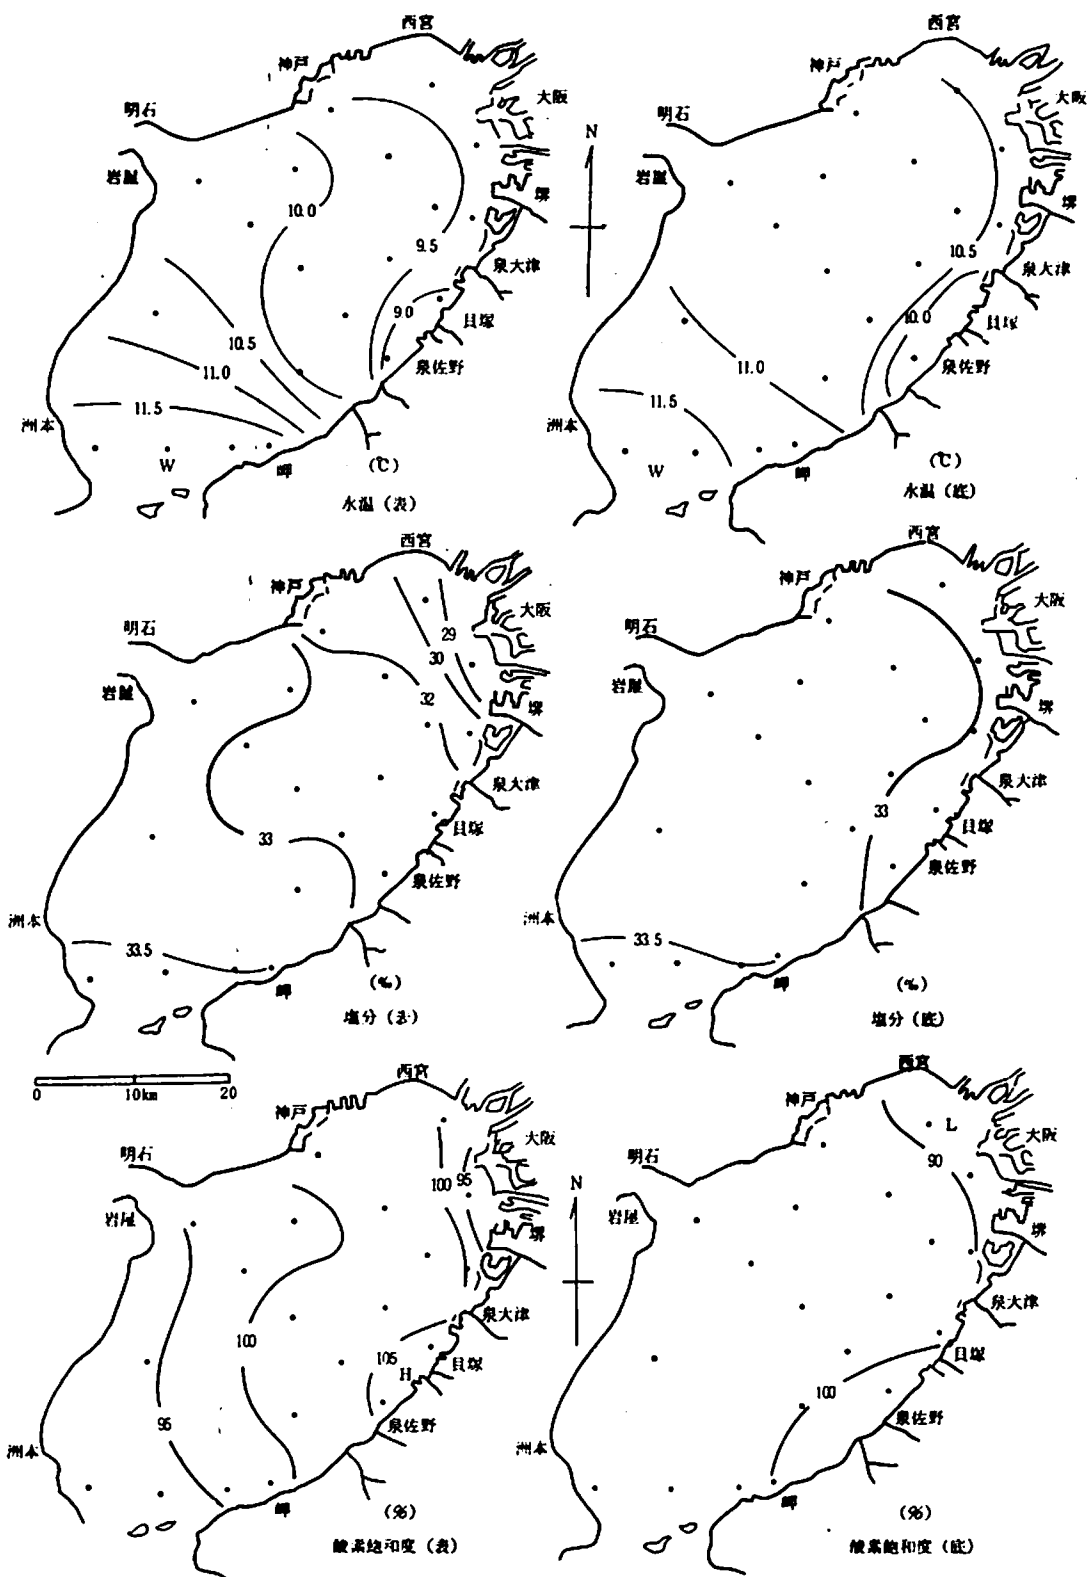 西宮
神戸
大阪
明石
N
岩屋
堺
10.0
9.5
泉大津
9.0
貝塚
10.5
泉佐野
11.0
11.5
洲本
W
岬
(℃)
水温(表)
西宮
神戸
大阪
明石
岩屋
堺
10.5
泉大津
10.0
貝塚
泉佐野
11.0
11.5
洲本
W
岬
(℃)
水温(底)
西宮
神戸
大阪
明石
29
30
岩屋
32
堺
泉大津
貝塚
33
泉佐野
洲本
33.5
岬
(‰)
塩分(表)
西宮
神戸
大阪
明石
岩屋
堺
泉大津
33
貝塚
泉佐野
洲本
33.5
岬
(‰)
塩分(底)
0 10km 20
西宮
神戸
大阪
明石
100
95
N
岩屋
堺
泉大津
100
105
貝塚
H
95
泉佐野
洲本
岬
(%)
酸素飽和度(表)
西宮
神戸
L
大阪
90
明石
岩屋
堺
泉大津
貝塚
100
泉佐野
洲本
岬
(%)
酸素飽和度(底)